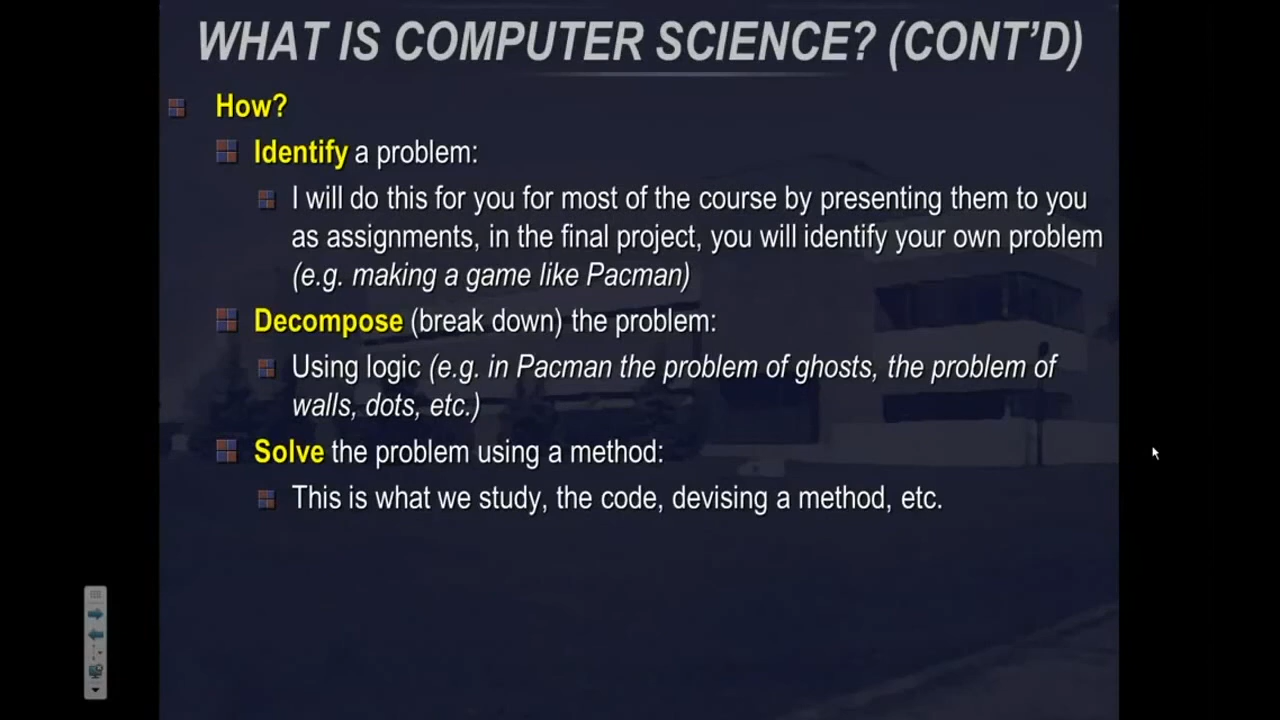 WHAT IS COMPUTER SCIENCE? (CONT'D)
How?
Identify a problem:
I will do this for you for most of the course by presenting them to you
as assignments, in the final project, you will identify your own problem
(e.g. making a game like Pacman)
Decompose (break down) the problem:
Using logic (e.g. in Pacman the problem of ghosts, the problem of
walls, dots, etc.)
Solve the problem using a method:
This is what we study, the code, devising a method, etc.